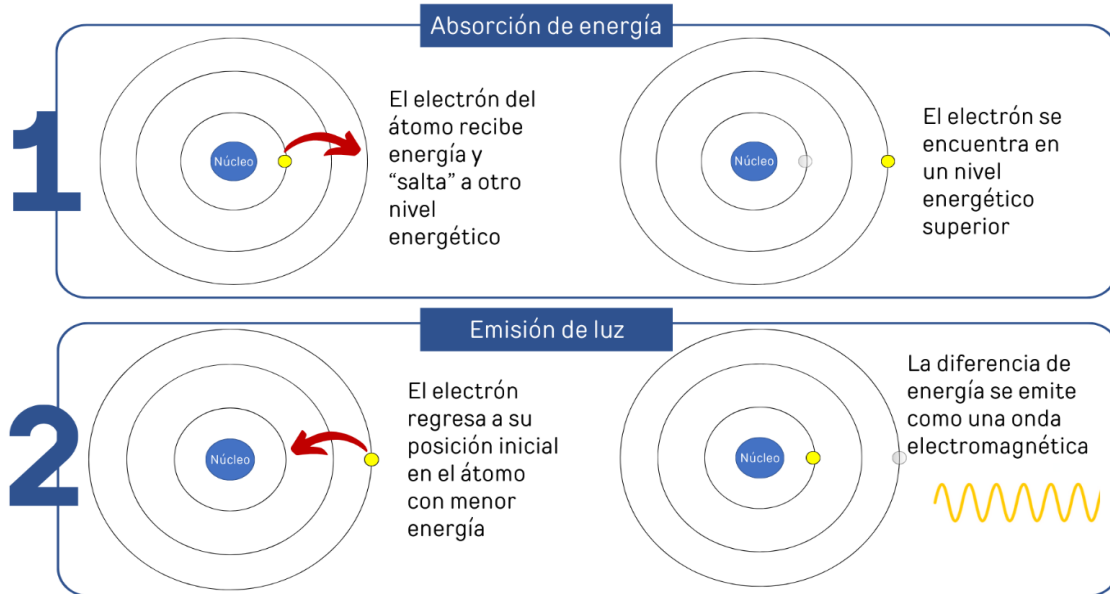 Absorción de energía
1
Núcleo
El electrón del
átomo recibe
energía y
“salta” a otro
nivel
energético
Núcleo
El electrón se
encuentra en
un nivel
energético
superior
Emisión de luz
2
Núcleo
El electrón
regresa a su
posición inicial
en el átomo
con menor
energía
Núcleo
La diferencia de
energía se emite
como una onda
electromagnética